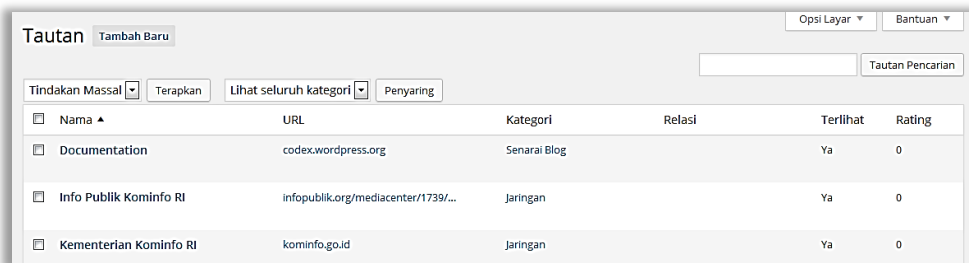 Opsi Layar Bantuan
Tautan Tambah Baru
Tautan Pencarian
Tindakan Massal Terapkan Lihat seluruh kategori Penyaring
Nama URL Kategori Relasi Terlihat Rating
Documentation codex.wordpress.org Senarai Blog Ya 0
Info Publik Kominfo RI infopublik.org/mediacenter/1739/... Jaringan Ya 0
Kementerian Kominfo RI kominfo.go.id Jaringan Ya 0